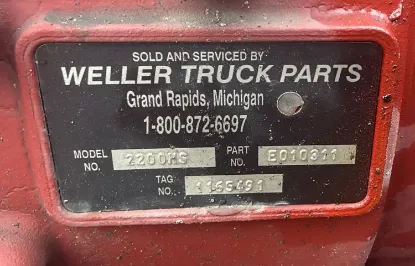 SOLD AND SERVICED BY
WELLER TRUCK PARTS
Grand Rapids, Michigan
1-800-872-6697
MODEL NO. 2200HS PART NO. E010311
TAG NO. 1165491